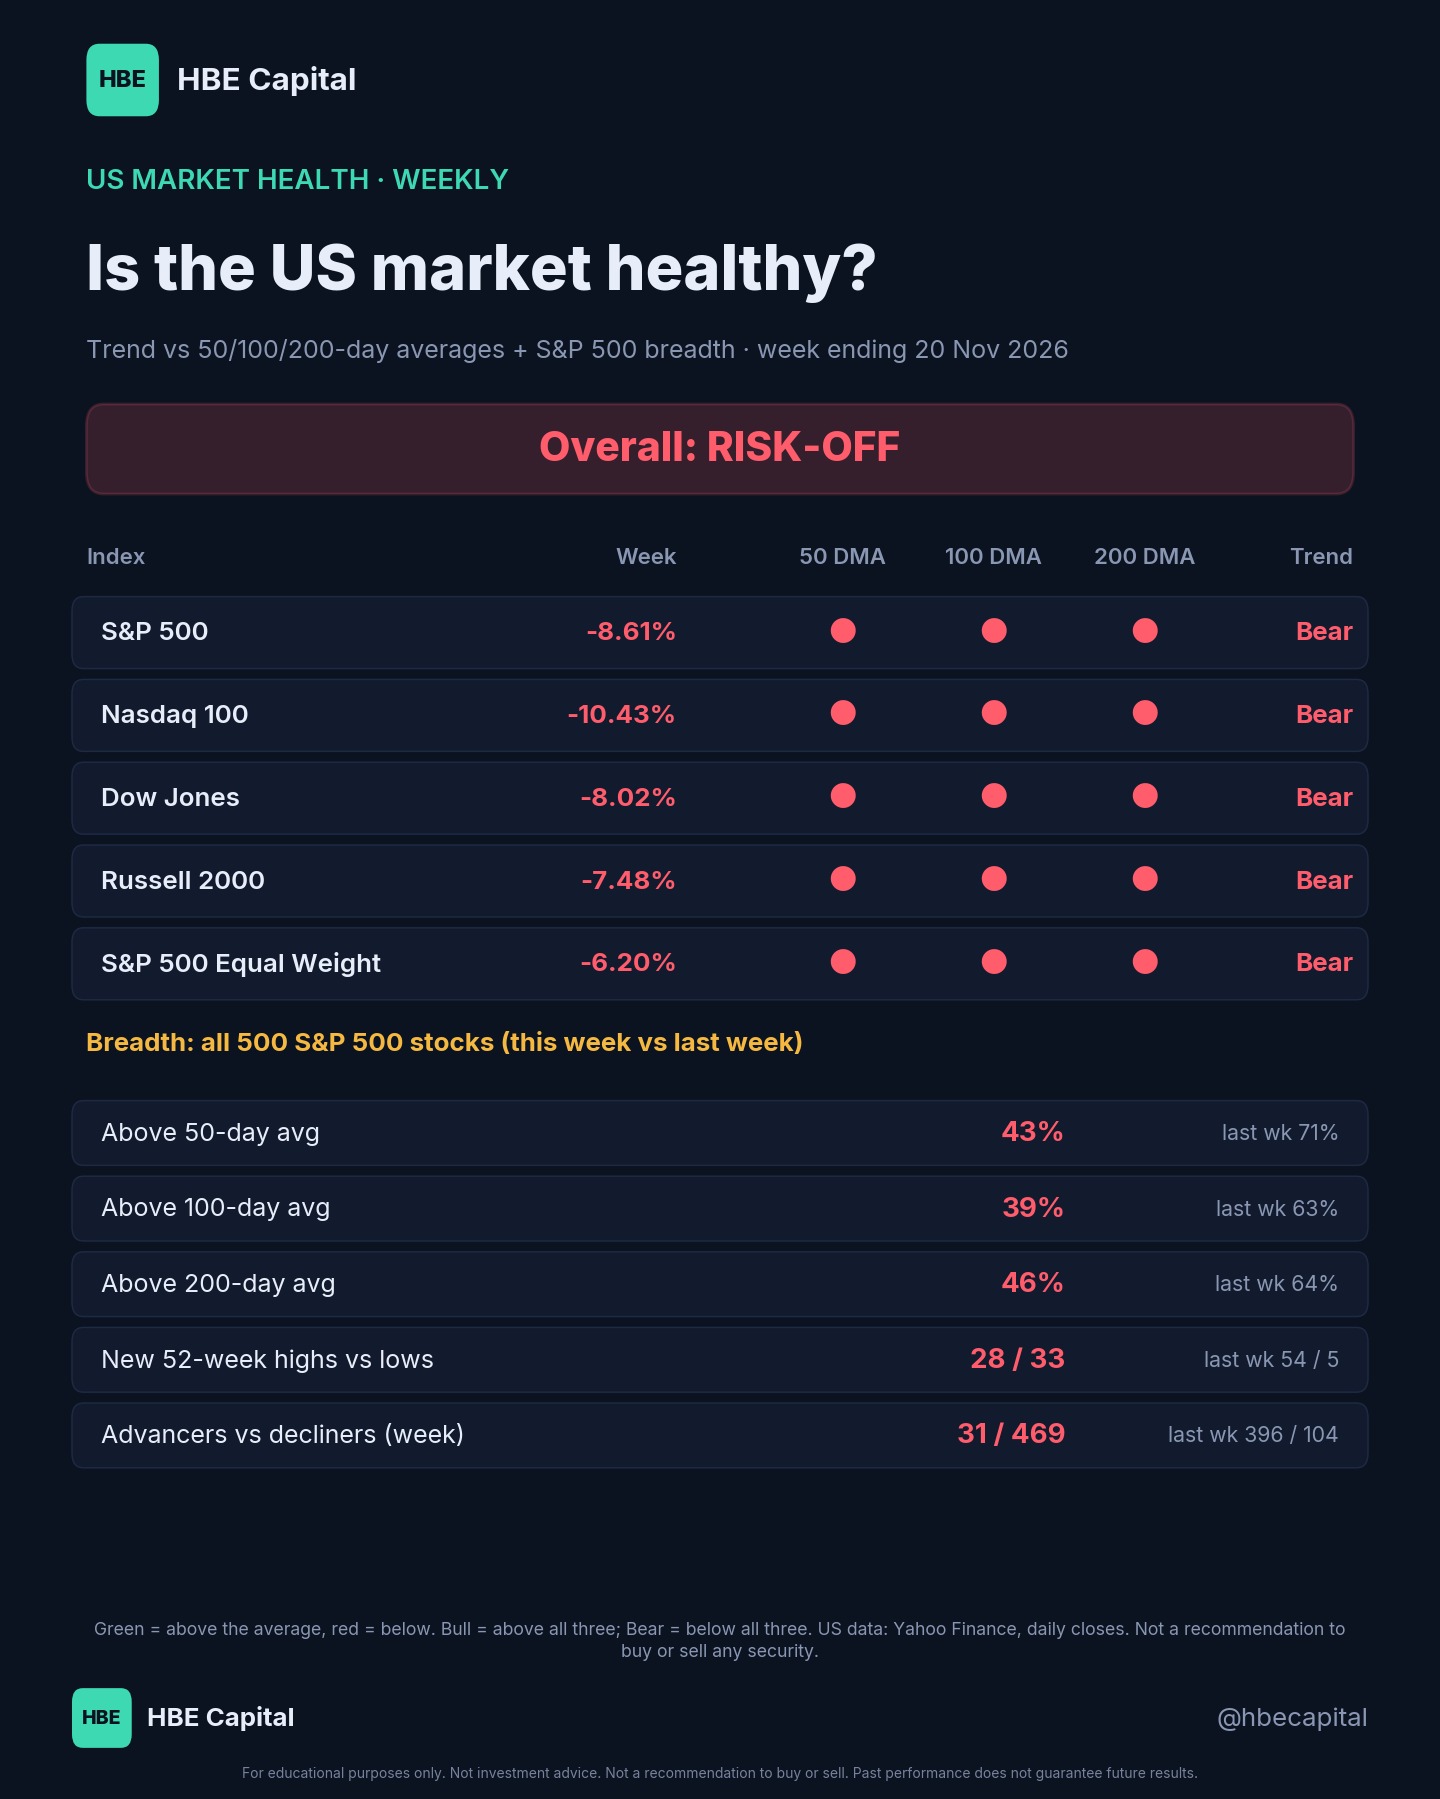 HBE HBE Capital
US MARKET HEALTH · WEEKLY
Is the US market healthy?
Trend vs 50/100/200-day averages + S&P 500 breadth · week ending 20 Nov 2026
Overall: RISK-OFF
Index Week 50 DMA 100 DMA 200 DMA Trend
S&P 500 -8.61% Bear
Nasdaq 100 -10.43% Bear
Dow Jones -8.02% Bear
Russell 2000 -7.48% Bear
S&P 500 Equal Weight -6.20% Bear
Breadth: all 500 S&P 500 stocks (this week vs last week)
Above 50-day avg 43% last wk 71%
Above 100-day avg 39% last wk 63%
Above 200-day avg 46% last wk 64%
New 52-week highs vs lows 28 / 33 last wk 54 / 5
Advancers vs decliners (week) 31 / 469 last wk 396 / 104
Green = above the average, red = below. Bull = above all three; Bear = below all three. US data: Yahoo Finance, daily closes. Not a recommendation to
buy or sell any security.
HBE HBE Capital @hbecapital
For educational purposes only. Not investment advice. Not a recommendation to buy or sell. Past performance does not guarantee future results.